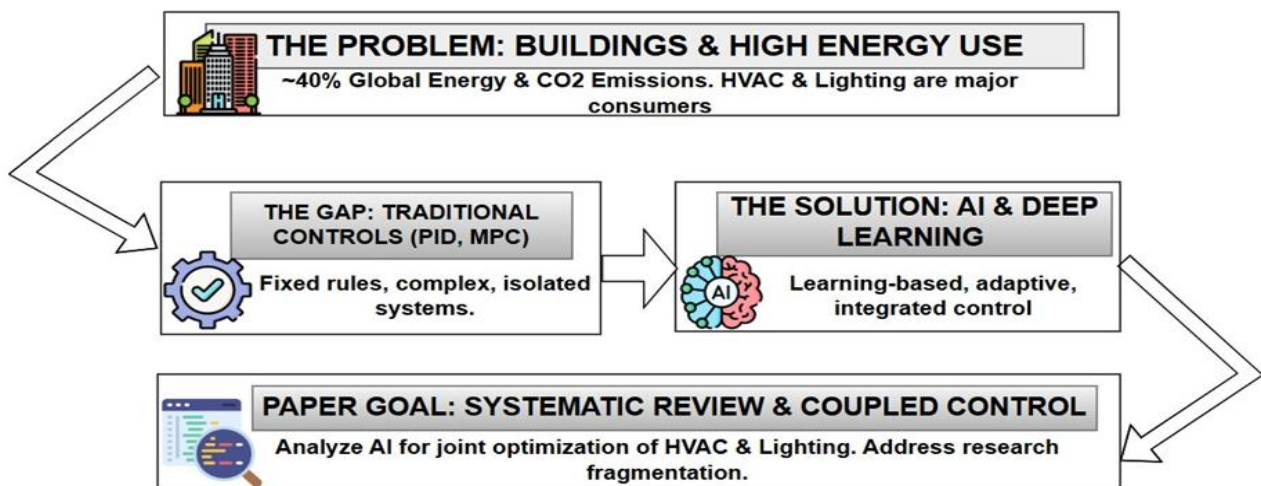 THE PROBLEM: BUILDINGS & HIGH ENERGY USE
~40% Global Energy & CO2 Emissions. HVAC & Lighting are major
consumers
H
THE GAP: TRADITIONAL
CONTROLS (PID, MPC)
Fixed rules, complex, isolated
systems.
THE SOLUTION: AI & DEEP
LEARNING
AI
Learning-based, adaptive,
integrated control
PAPER GOAL: SYSTEMATIC REVIEW & COUPLED CONTROL
Analyze AI for joint optimization of HVAC & Lighting. Address research
fragmentation.